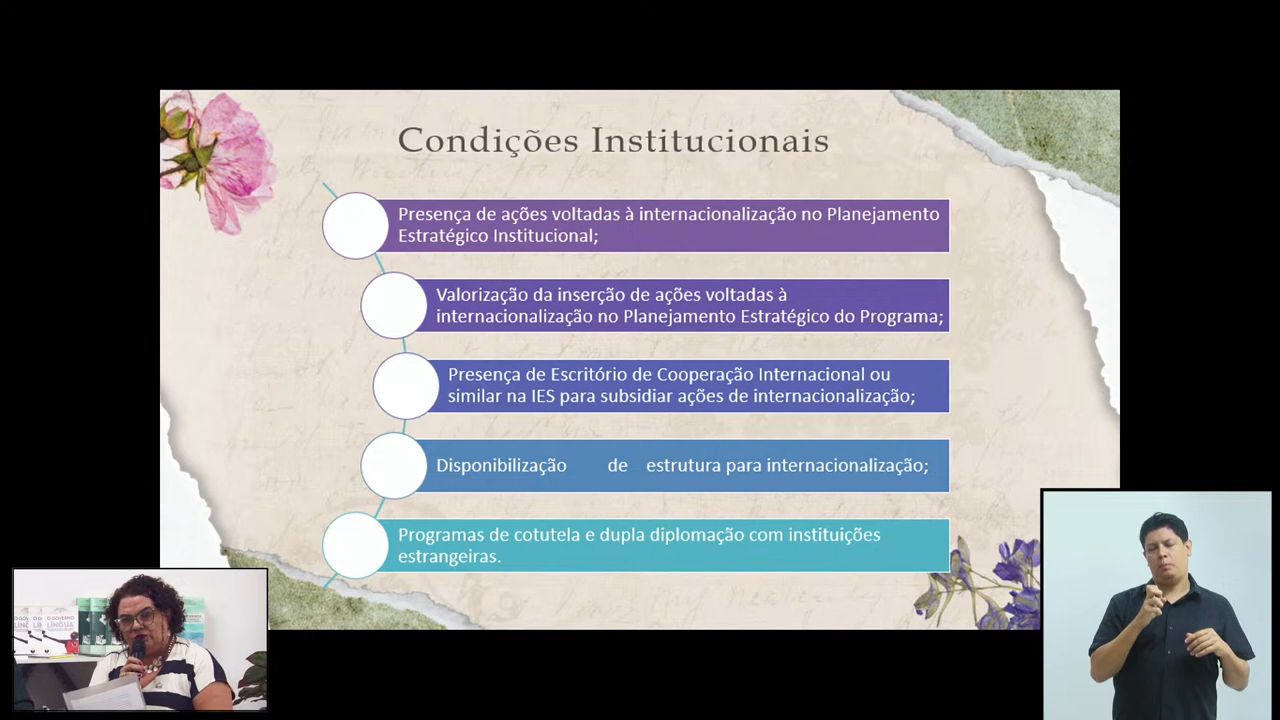 Condições Institucionais
Presença de ações voltadas à internacionalização no Planejamento
Estratégico Institucional;
Valorização da inserção de ações voltadas à
internacionalização no Planejamento Estratégico do Programa;
Presença de Escritório de Cooperação Internacional ou
similar na IES para subsidiar ações de internacionalização;
Disponibilização de estrutura para internacionalização;
Programas de cotutela e dupla diplomação com instituições
estrangeiras.
O GOVERNO